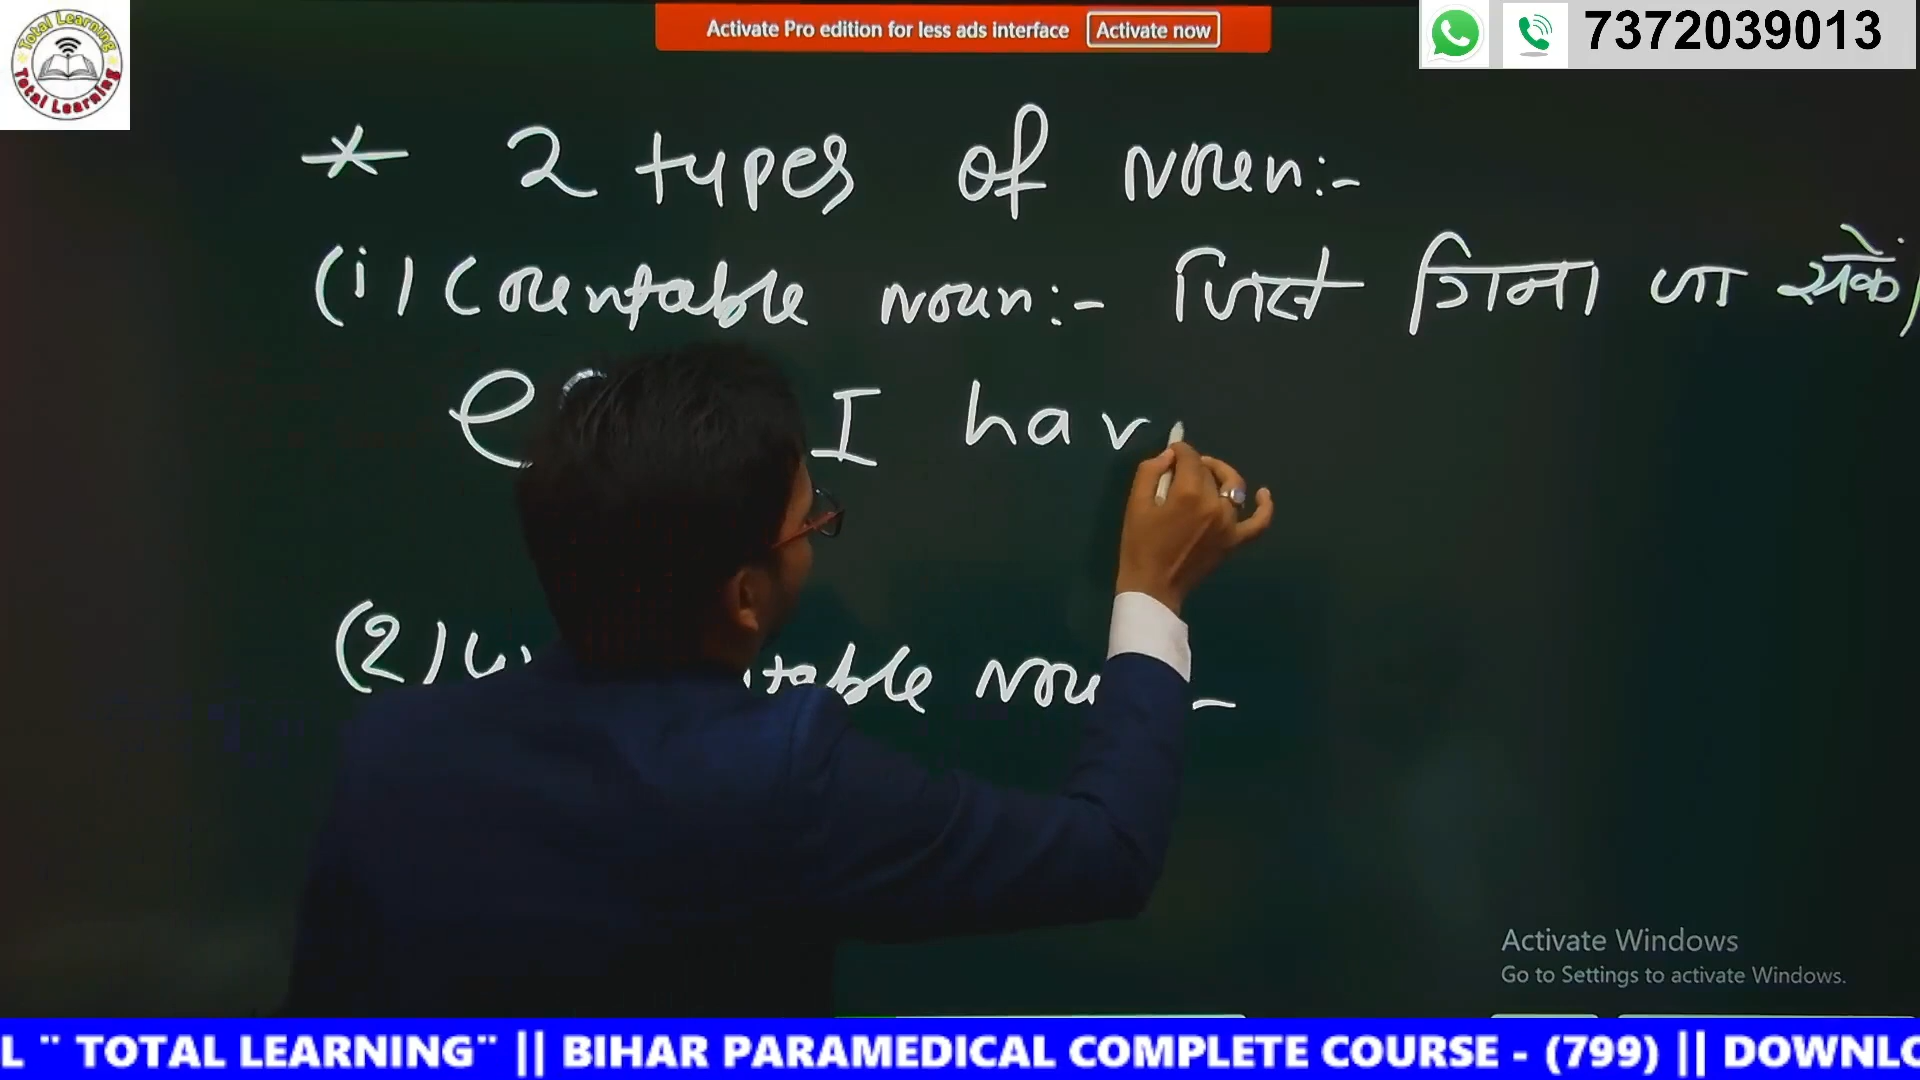 Total Learning
Total Learning
Activate Pro edition for less ads interface Activate now
7372039013
* 2 types of Noun:-
(i) Countable noun:- जिसे गिना जा सकें।
I hav
(2)
Activate Windows
Go to Settings to activate Windows.
L ¨ TOTAL LEARNING¨ || BIHAR PARAMEDICAL COMPLETE COURSE - (799) || DOWNLO